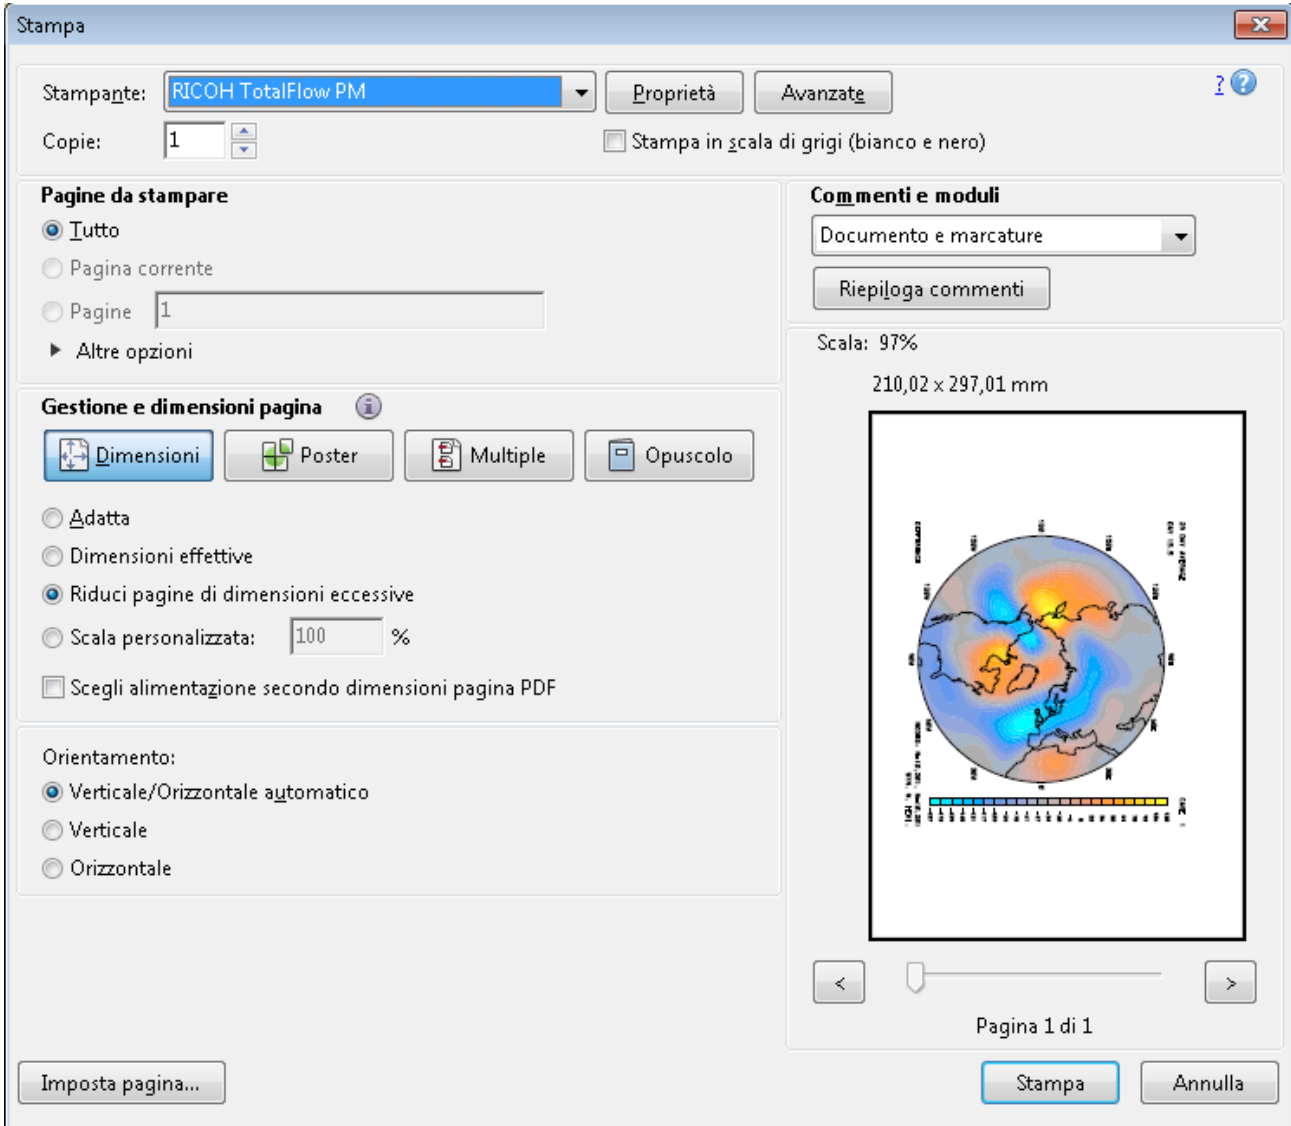 Stampa
Stampante: RICOH TotalFlow PM Proprietà Avanzate ?
Copie: 1 Stampa in scala di grigi (bianco e nero)
Pagine da stampare
Tutto
Pagina corrente
Pagine 1
Altre opzioni
Gestione e dimensioni pagina
Dimensioni Poster Multiple Opuscolo
Adatta
Dimensioni effettive
Riduci pagine di dimensioni eccessive
Scala personalizzata: 100 %
Scegli alimentazione secondo dimensioni pagina PDF
Orientamento:
Verticale/Orizzontale automatico
Verticale
Orizzontale
Commenti e moduli
Documento e marcature
Riepiloga commenti
Scala: 97%
210,02 x 297,01 mm
< >
Pagina 1 di 1
Imposta pagina... Stampa Annulla